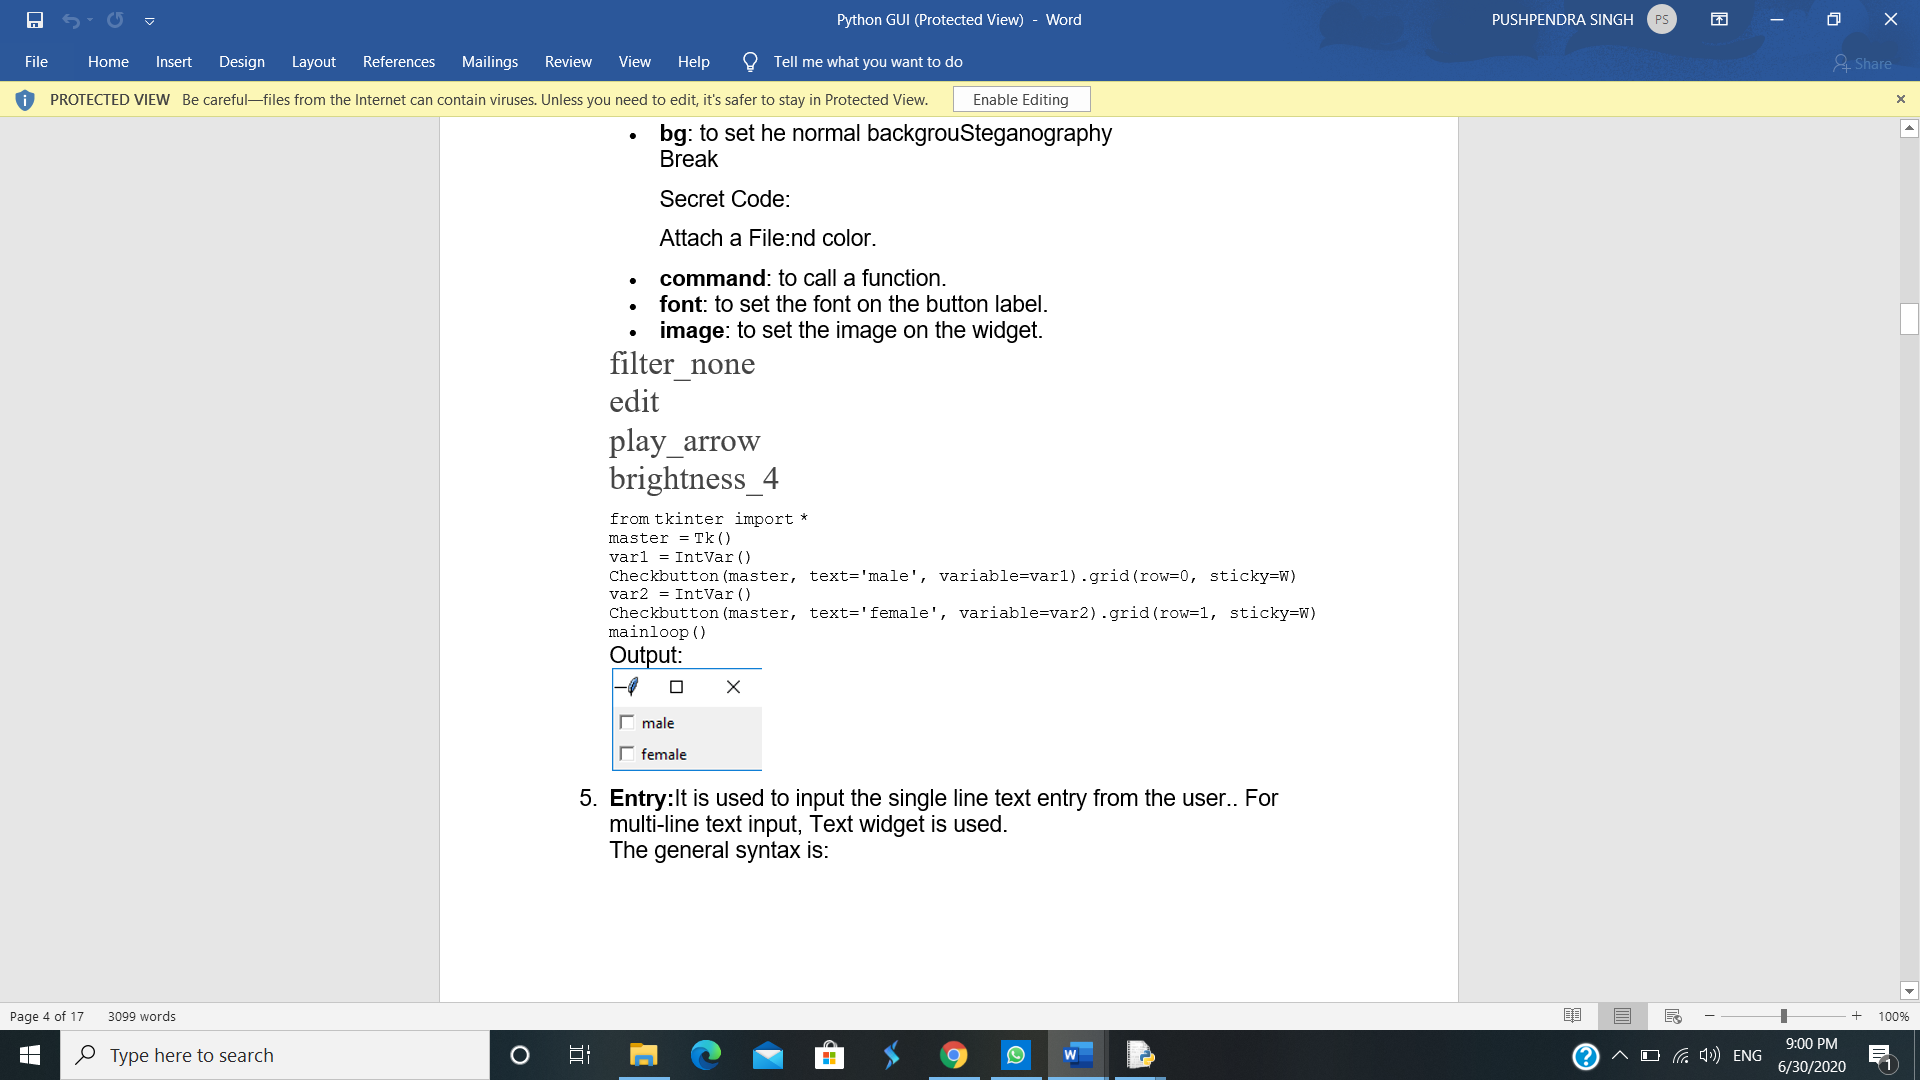 Python GUI (Protected View) - Word
PUSHPENDRA SINGH
PS
File Home Insert Design Layout References Mailings Review View Help Tell me what you want to do
Share
PROTECTED VIEW Be careful—files from the Internet can contain viruses. Unless you need to edit, it's safer to stay in Protected View. Enable Editing
• bg: to set he normal backgrouSteganography
Break
Secret Code:
Attach a File:nd color.
• command: to call a function.
• font: to set the font on the button label.
• image: to set the image on the widget.
filter_none
edit
play_arrow
brightness_4
from tkinter import *
master = Tk()
var1 = IntVar()
Checkbutton(master, text='male', variable=var1).grid(row=0, sticky=W)
var2 = IntVar()
Checkbutton(master, text='female', variable=var2).grid(row=1, sticky=W)
mainloop()
Output:
male
female
5. Entry:It is used to input the single line text entry from the user.. For
multi-line text input, Text widget is used.
The general syntax is:
Page 4 of 17 3099 words
100%
Type here to search
ENG
9:00 PM
6/30/2020
1